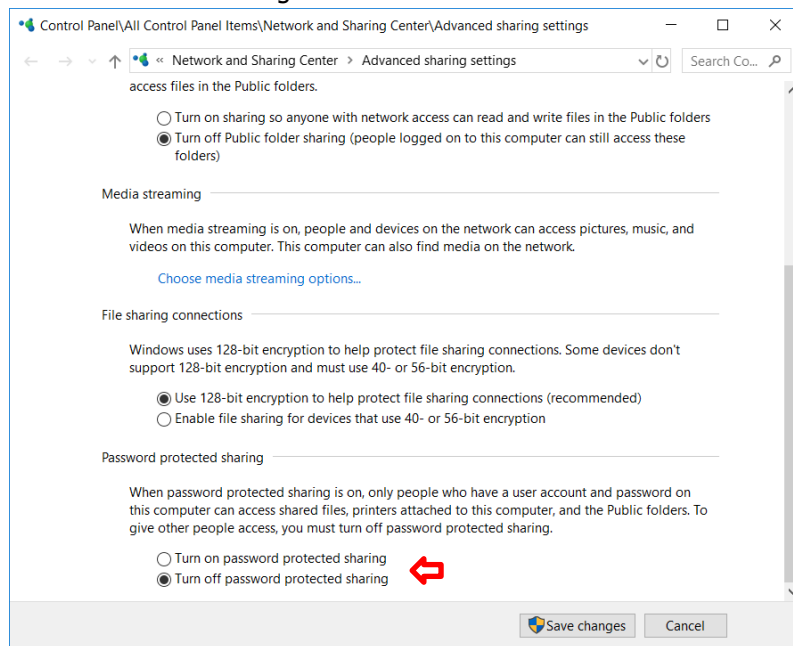 Control Panel\All Control Panel Items\Network and Sharing Center\Advanced sharing settings
« Network and Sharing Center > Advanced sharing settings
Search Co...
access files in the Public folders.
Turn on sharing so anyone with network access can read and write files in the Public folders
Turn off Public folder sharing (people logged on to this computer can still access these
folders)
Media streaming
When media streaming is on, people and devices on the network can access pictures, music, and
videos on this computer. This computer can also find media on the network.
Choose media streaming options...
File sharing connections
Windows uses 128-bit encryption to help protect file sharing connections. Some devices don't
support 128-bit encryption and must use 40- or 56-bit encryption.
Use 128-bit encryption to help protect file sharing connections (recommended)
Enable file sharing for devices that use 40- or 56-bit encryption
Password protected sharing
When password protected sharing is on, only people who have a user account and password on
this computer can access shared files, printers attached to this computer, and the Public folders. To
give other people access, you must turn off password protected sharing.
Turn on password protected sharing
Turn off password protected sharing
Save changes
Cancel